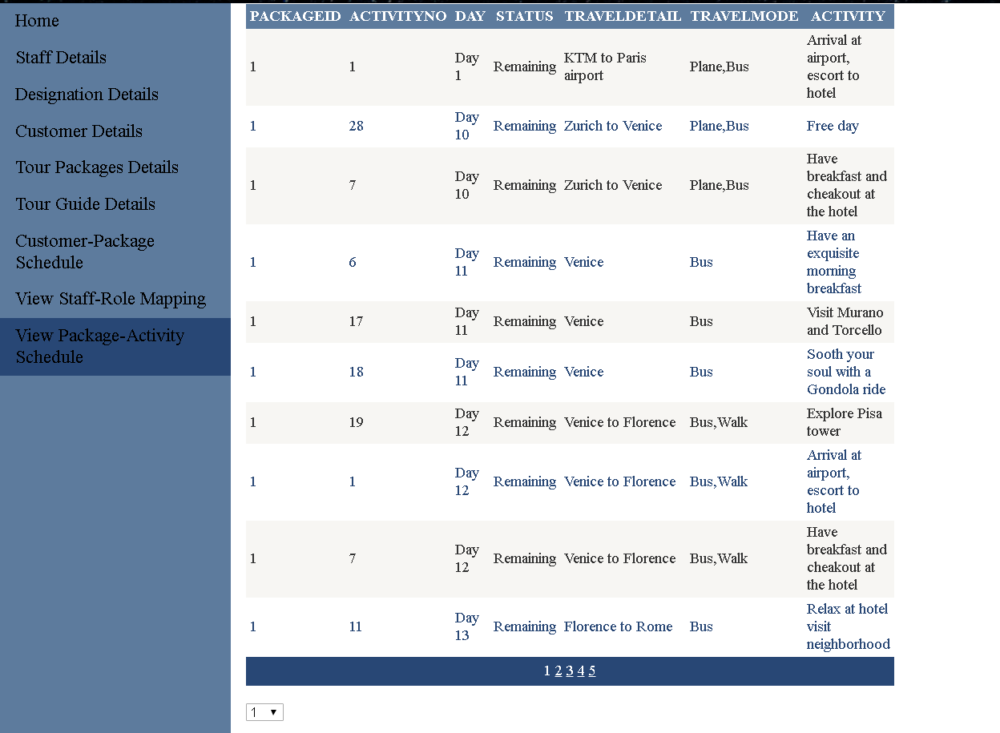 Home
Staff Details
Designation Details
Customer Details
Tour Packages Details
Tour Guide Details
Customer-Package
Schedule
View Staff-Role Mapping
View Package-Activity
Schedule
PACKAGEID ACTIVITYNO DAY STATUS TRAVELDETAIL TRAVELMODE ACTIVITY
1 1 Day 1 Remaining KTM to Paris airport Plane,Bus Arrival at airport, escort to hotel
1 28 Day 10 Remaining Zurich to Venice Plane,Bus Free day
1 7 Day 10 Remaining Zurich to Venice Plane,Bus Have breakfast and cheakout at the hotel
1 6 Day 11 Remaining Venice Bus Have an exquisite morning breakfast
1 17 Day 11 Remaining Venice Bus Visit Murano and Torcello
1 18 Day 11 Remaining Venice Bus Sooth your soul with a Gondola ride
1 19 Day 12 Remaining Venice to Florence Bus,Walk Explore Pisa tower
1 1 Day 12 Remaining Venice to Florence Bus,Walk Arrival at airport, escort to hotel
1 7 Day 12 Remaining Venice to Florence Bus,Walk Have breakfast and cheakout at the hotel
1 11 Day 13 Remaining Florence to Rome Bus Relax at hotel visit neighborhood
1 2 3 4 5
1